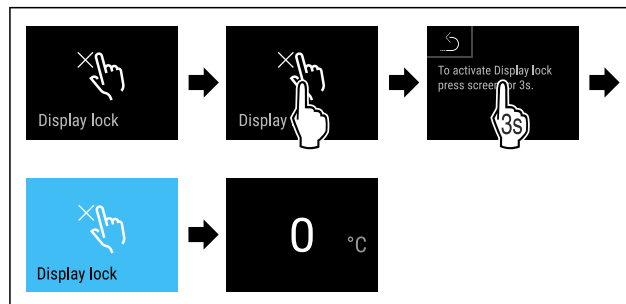 Display lock
Display
To activate Display lock
press screen for 3s.
3s
Display lock
0 °C